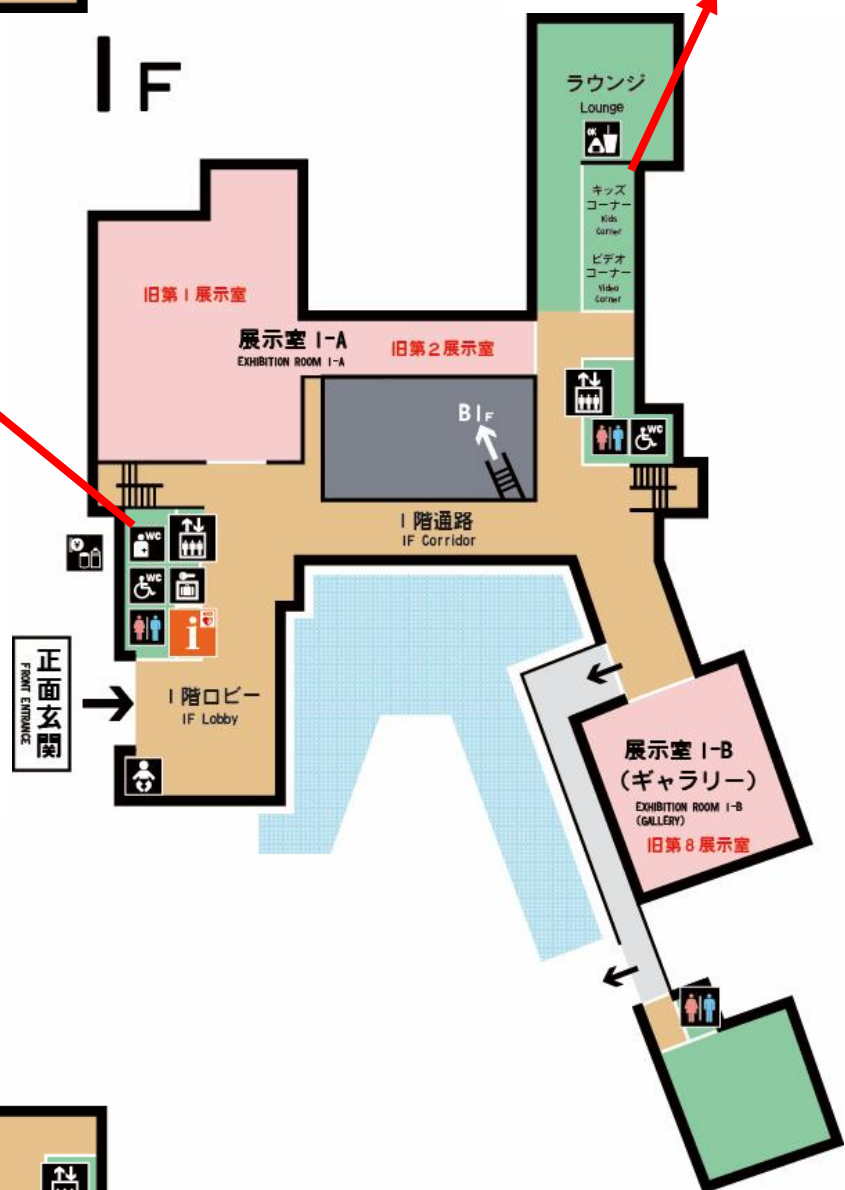 1F
ラウンジ
Lounge
OK
キッズ
コーナー
Kids
Corner
ビデオ
コーナー
Video
Corner
旧第1展示室
展示室 1-A
EXHIBITION ROOM 1-A
旧第2展示室
B1F
WC
1階通路
1F Corridor
WC
¥
WC
i
正面玄関
FRONT ENTRANCE
1階ロビー
1F Lobby
展示室 1-B
(ギャラリー)
EXHIBITION ROOM 1-B
(GALLERY)
旧第8展示室